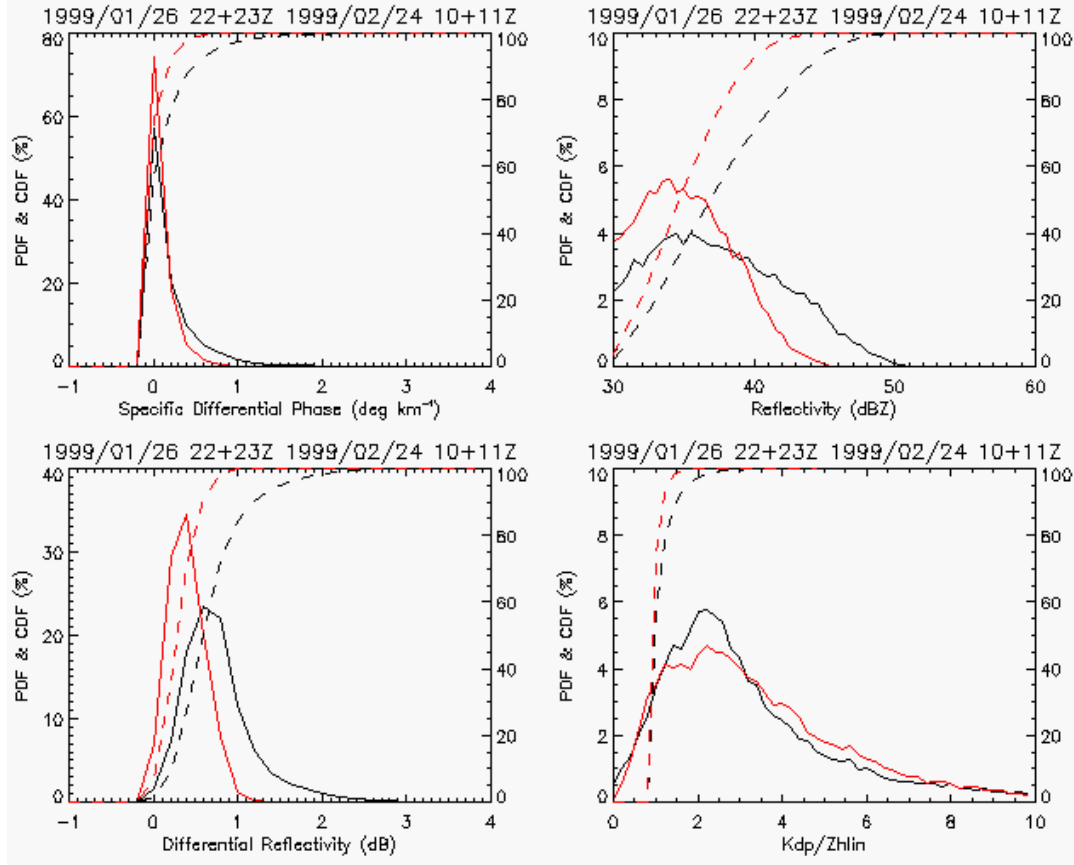 1999/01/26 22+23Z 1999/02/24 10+11Z
80
60
40
20
0
PDF & CDF (%)
100
80
60
40
20
0
-1 0 1 2 3 4
Specific Differential Phase (deg km⁻¹)
1999/01/26 22+23Z 1999/02/24 10+11Z
10
8
6
4
2
0
PDF & CDF (%)
100
80
60
40
20
0
30 40 50 60
Reflectivity (dBZ)
1999/01/26 22+23Z 1999/02/24 10+11Z
40
30
20
10
0
PDF & CDF (%)
100
80
60
40
20
0
-1 0 1 2 3 4
Differential Reflectivity (dB)
1999/01/26 22+23Z 1999/02/24 10+11Z
10
8
6
4
2
0
PDF & CDF (%)
100
80
60
40
20
0
0 2 4 6 8 10
Kdp/Zhlin